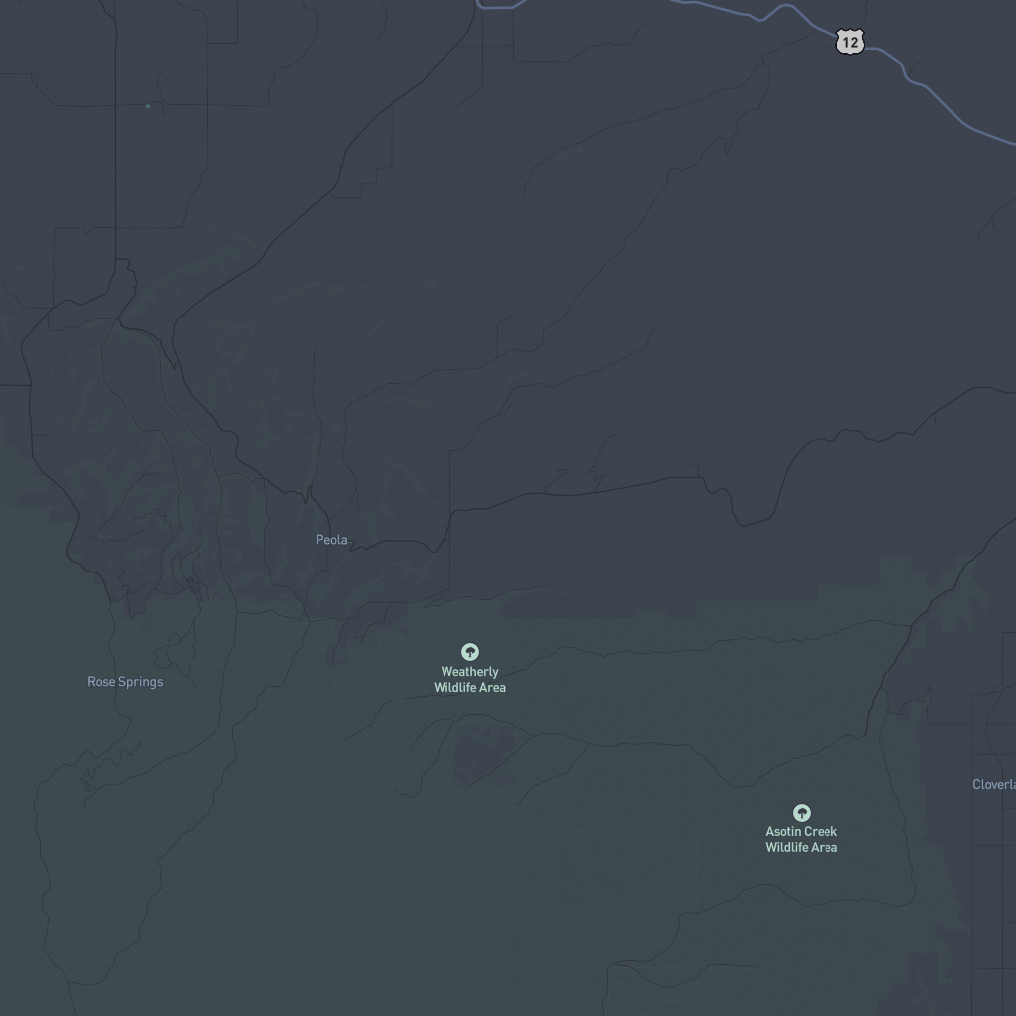 12
Peola
Weatherly
Wildlife Area
Rose Springs
Cloverla
Asotin Creek
Wildlife Area